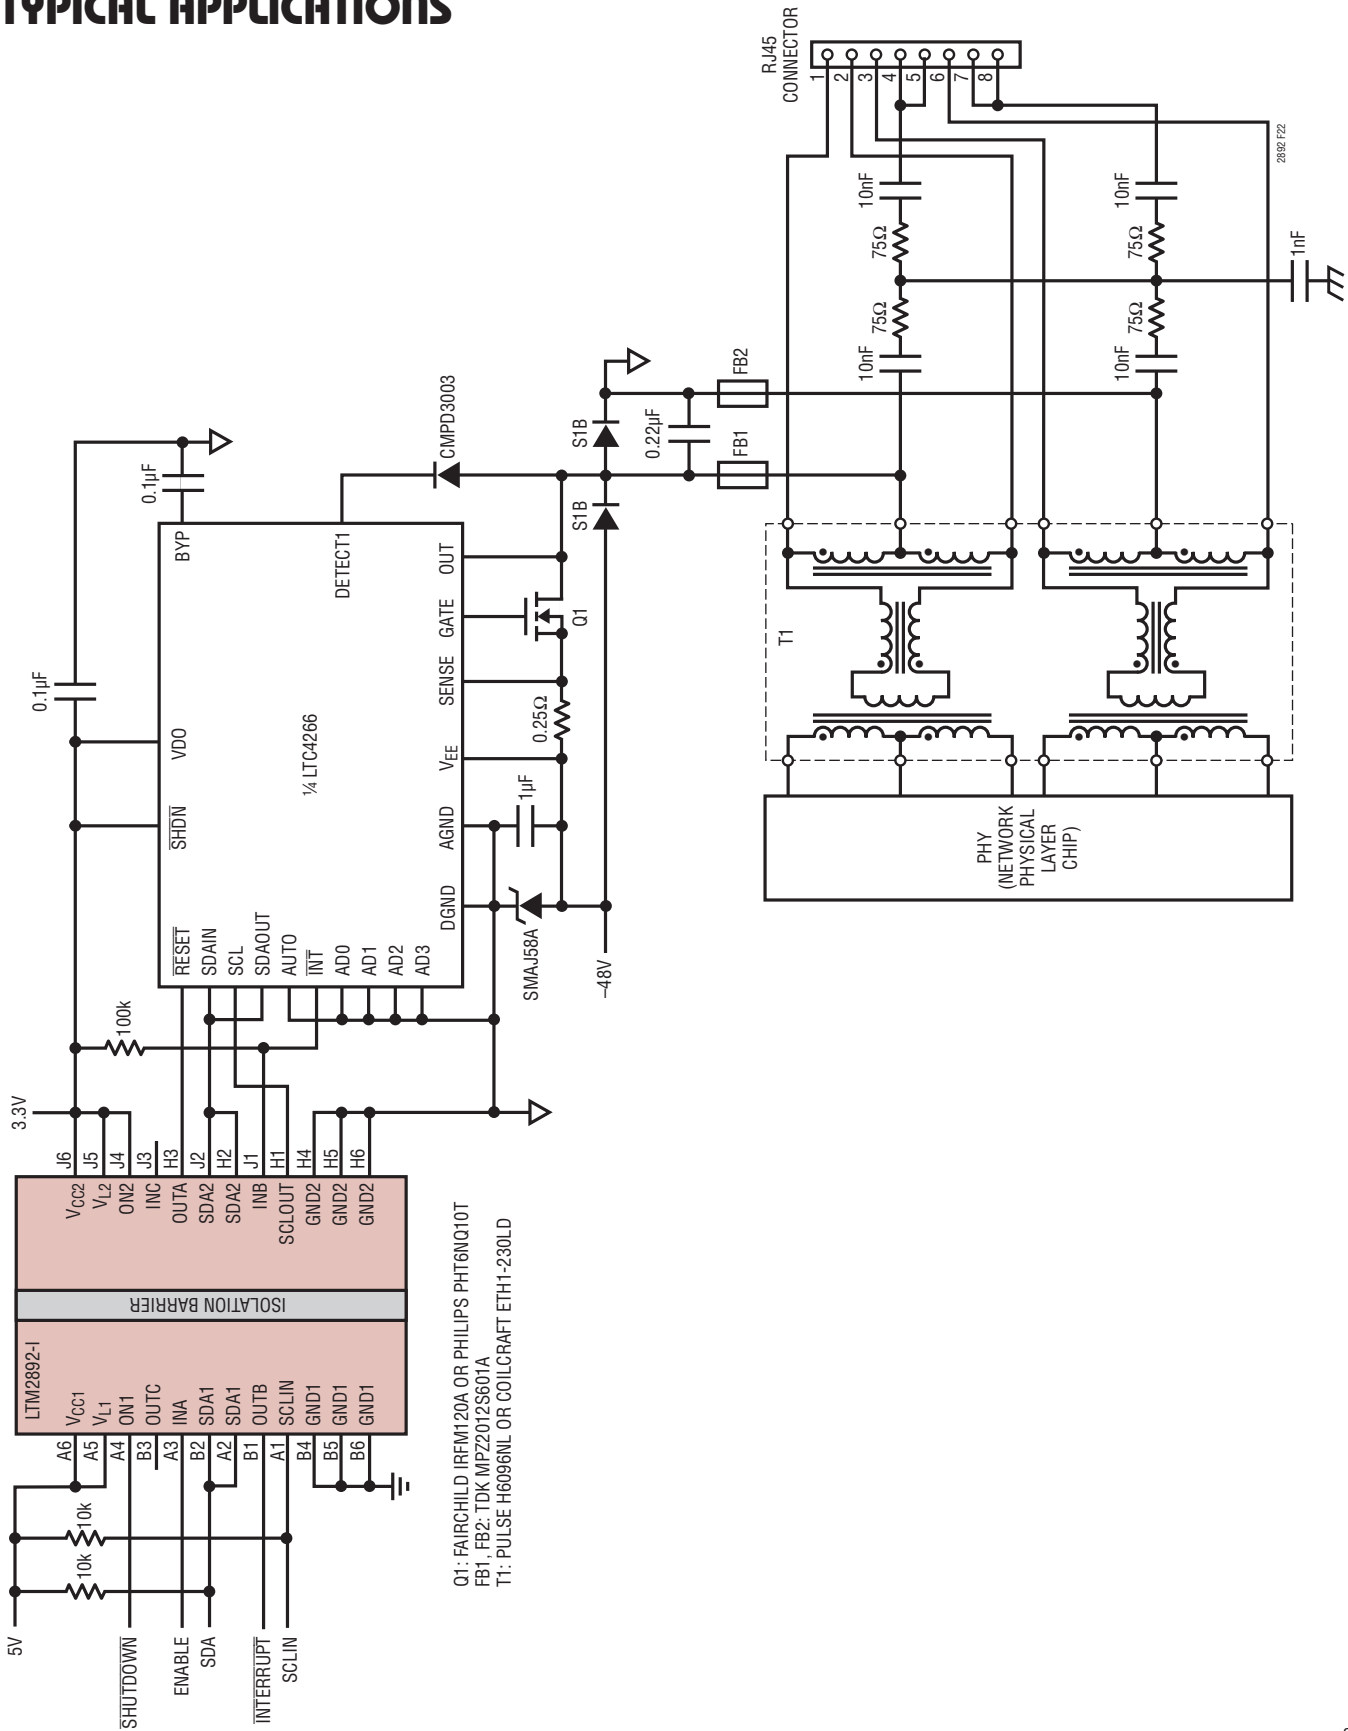 TYPICAL APPLICATIONS
5V
SHUTDOWN
ENABLE
SDA
INTERRUPT
SCLIN
10k
10k
A6
A5
A4
B3
A3
B2
A2
B1
A1
B4
B5
B6
LTM2892-I
VCC1
VL1
ON1
OUTC
INA
SDA1
SDA1
OUTB
SCLIN
GND1
GND1
GND1
ISOLATION BARRIER
VCC2
VL2
ON2
INC
OUTA
SDA2
SDA2
INB
SCLOUT
GND2
GND2
GND2
J6
J5
J4
J3
H3
J2
H2
J1
H1
H4
H5
H6
3.3V
100k
0.1µF
0.1µF
RESET
SDAIN
SCL
SDAOUT
AUTO
INT
AD0
AD1
AD2
AD3
SHDN
VDO
BYP
¼ LTC4266
DETECT1
DGND
AGND
VEE
SENSE
GATE
OUT
SMAJ58A
1µF
0.25Ω
Q1
–48V
CMPD3003
S1B
S1B
0.22µF
FB1
FB2
PHY
(NETWORK
PHYSICAL
LAYER
CHIP)
T1
10nF
75Ω
75Ω
10nF
10nF
75Ω
75Ω
10nF
1nF
RJ45
CONNECTOR
1
2
3
4
5
6
7
8
2892 F22
Q1: FAIRCHILD IRFM120A OR PHILIPS PHT6NQ10T
FB1, FB2: TDK MPZ2012S601A
T1: PULSE H6096NL OR COILCRAFT ETH1-230LD